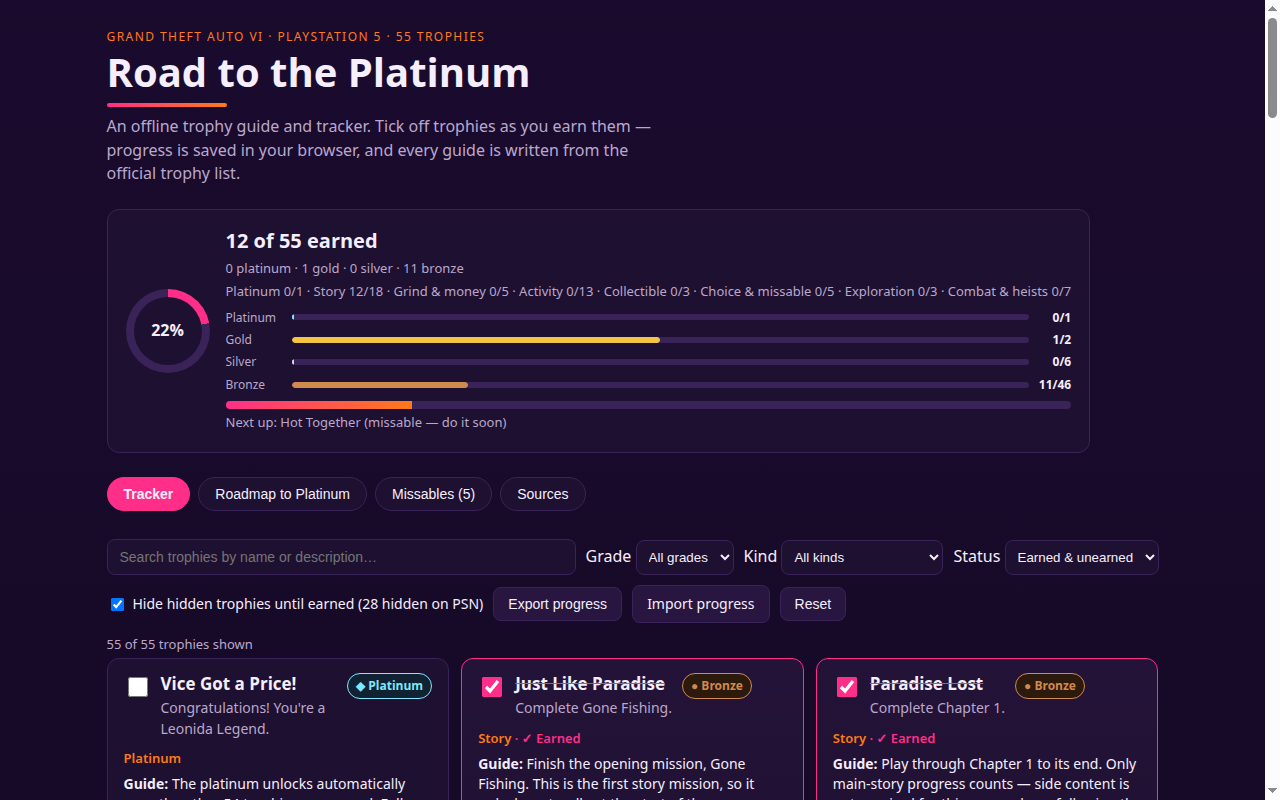 GRAND THEFT AUTO VI · PLAYSTATION 5 · 55 TROPHIES
Road to the Platinum
An offline trophy guide and tracker. Tick off trophies as you earn them —
progress is saved in your browser, and every guide is written from the
official trophy list.
12 of 55 earned
0 platinum · 1 gold · 0 silver · 11 bronze
Platinum 0/1 · Story 12/18 · Grind & money 0/5 · Activity 0/13 · Collectible 0/3 · Choice & missable 0/5 · Exploration 0/3 · Combat & heists 0/7
22%
Platinum 0/1
Gold 1/2
Silver 0/6
Bronze 11/46
Next up: Hot Together (missable — do it soon)
Tracker Roadmap to Platinum Missables (5) Sources
Search trophies by name or description… Grade All grades Kind All kinds Status Earned & unearned
Hide hidden trophies until earned (28 hidden on PSN) Export progress Import progress Reset
55 of 55 trophies shown
Vice Got a Price! ◆ Platinum
Congratulations! You're a
Leonida Legend.
Platinum
Guide: The platinum unlocks automatically
Just Like Paradise ● Bronze
Complete Gone Fishing.
Story · ✓ Earned
Guide: Finish the opening mission, Gone
Fishing. This is the first story mission, so it
Paradise Lost ● Bronze
Complete Chapter 1.
Story · ✓ Earned
Guide: Play through Chapter 1 to its end. Only
main-story progress counts — side content is